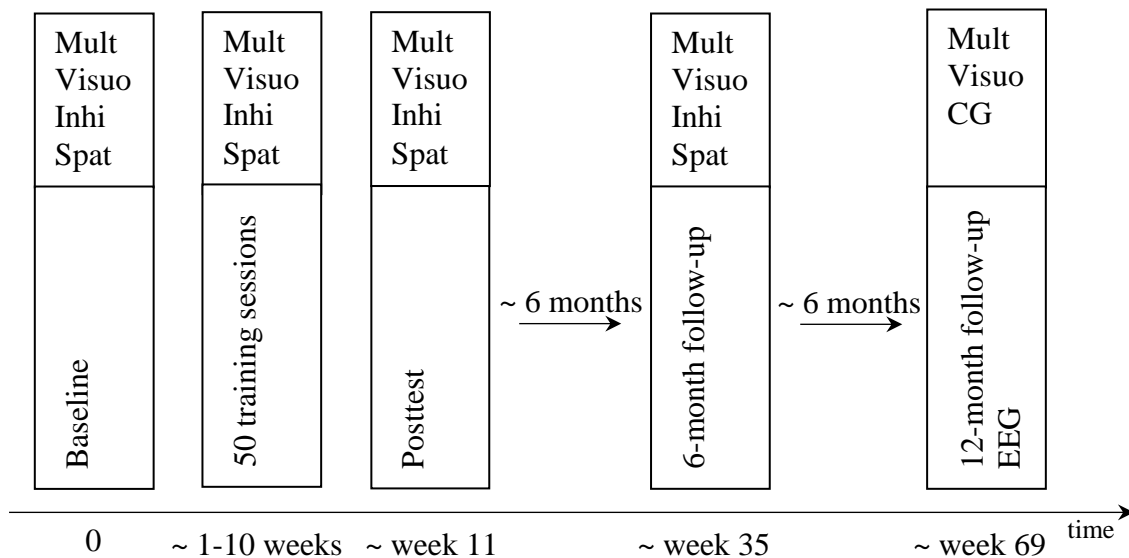 Mult
Visuo
Inhi
Spat
Baseline
Mult
Visuo
Inhi
Spat
50 training sessions
Mult
Visuo
Inhi
Spat
Posttest
~ 6 months
Mult
Visuo
Inhi
Spat
6-month follow-up
~ 6 months
Mult
Visuo
CG
12-month follow-up
EEG
0
~ 1-10 weeks
~ week 11
~ week 35
~ week 69
time